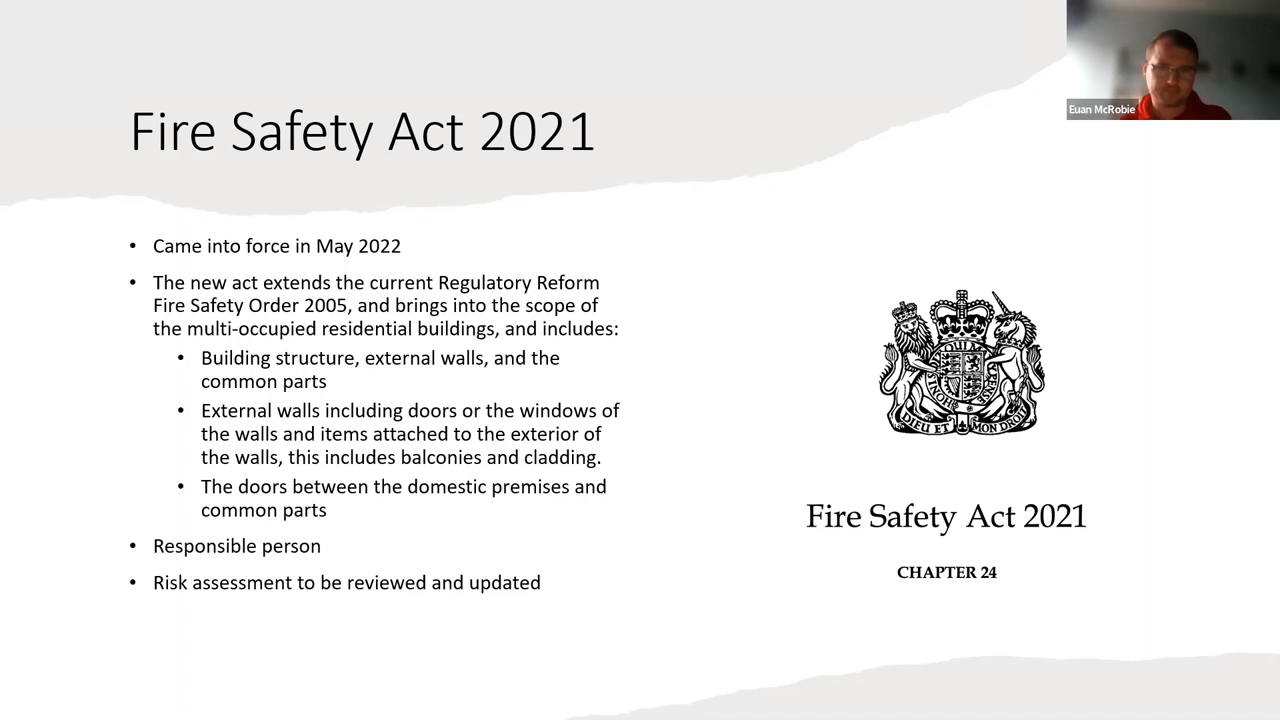 Euan McRobie
Fire Safety Act 2021
• Came into force in May 2022
• The new act extends the current Regulatory Reform
Fire Safety Order 2005, and brings into the scope of
the multi-occupied residential buildings, and includes:
• Building structure, external walls, and the
common parts
• External walls including doors or the windows of
the walls and items attached to the exterior of
the walls, this includes balconies and cladding.
• The doors between the domestic premises and
common parts
• Responsible person
• Risk assessment to be reviewed and updated
DIEU ET MON DROIT
Fire Safety Act 2021
CHAPTER 24